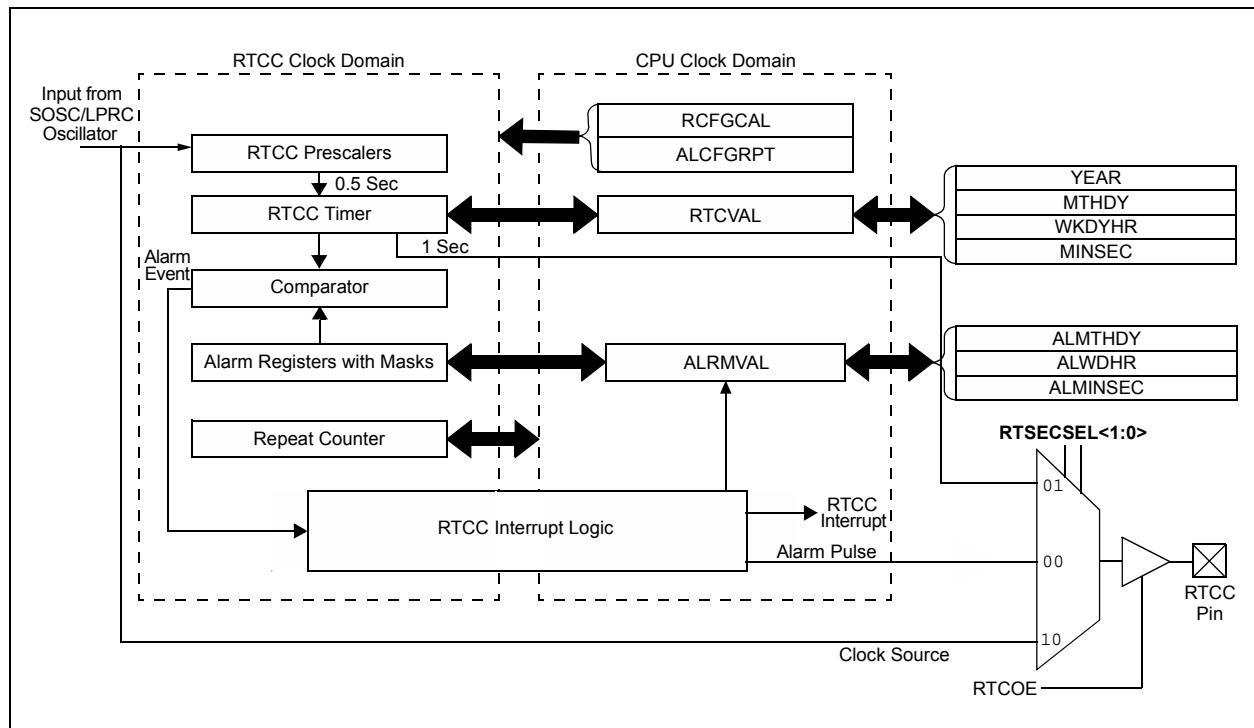 RTCC Clock Domain
CPU Clock Domain
Input from
SOSC/LPRC
Oscillator
RCFGCAL
ALCFGRPT
RTCC Prescalers
0.5 Sec
YEAR
MTHDY
WKDYHR
MINSEC
RTCC Timer
RTCVAL
1 Sec
Alarm
Event
Comparator
Alarm Registers with Masks
ALRMVAL
ALMTHDY
ALWDHR
ALMINSEC
Repeat Counter
RTSECSEL<1:0>
01
RTCC Interrupt Logic
RTCC
Interrupt
Alarm Pulse
00
RTCC
Pin
10
Clock Source
RTCOE